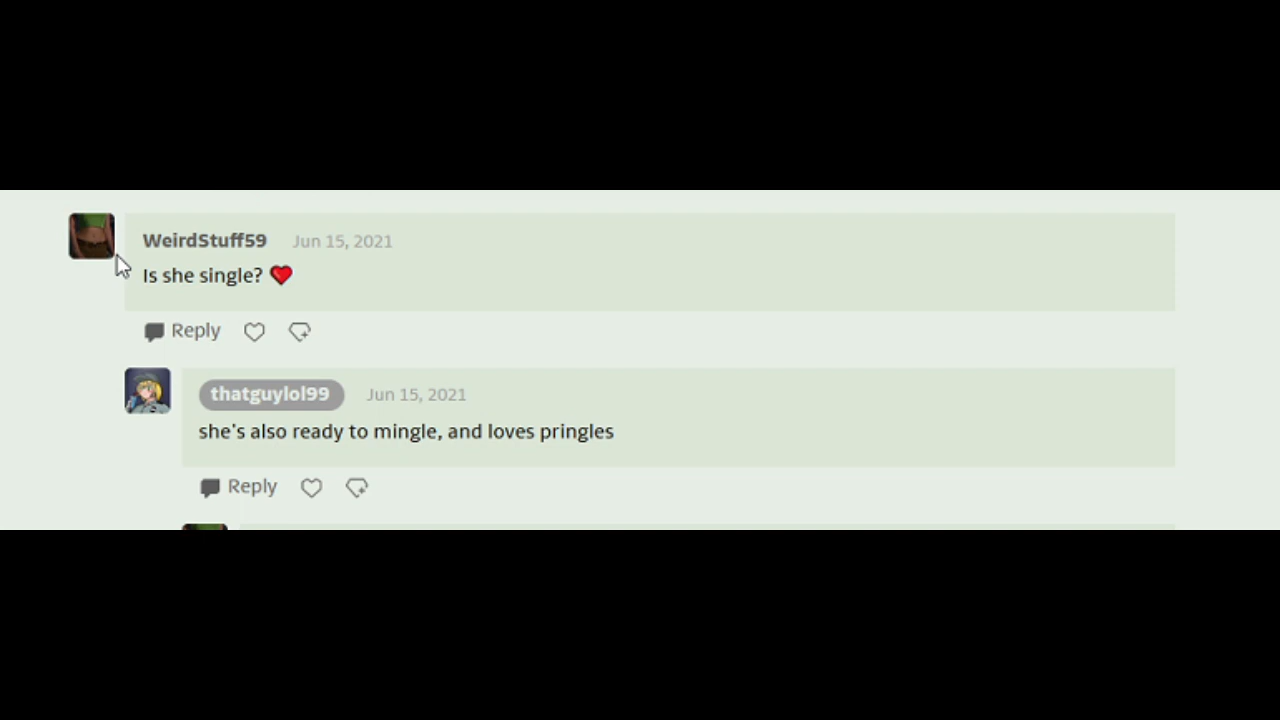 WeirdStuff59 Jun 15, 2021
Is she single? ❤️
Reply
thatguylol99 Jun 15, 2021
she's also ready to mingle, and loves pringles
Reply